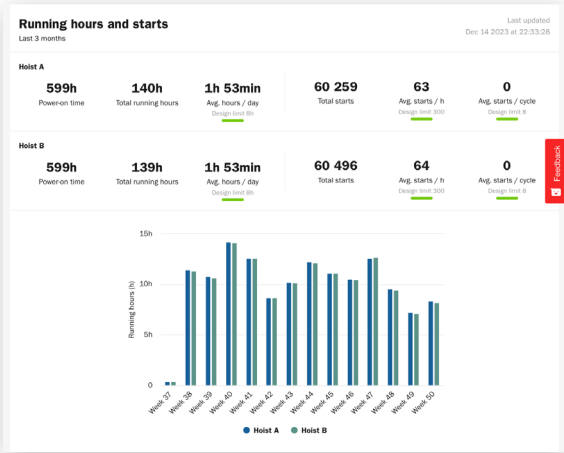 Running hours and starts
Last 3 months
Last updated
Dec 14 2023 at 22:33:28
Hoist A
599h
Power-on time
140h
Total running hours
1h 53min
Avg. hours / day
Design limit 8h
60 259
Total starts
63
Avg. starts / h
Design limit 300
0
Avg. starts / cycle
Design limit 8
Hoist B
599h
Power-on time
139h
Total running hours
1h 53min
Avg. hours / day
Design limit 8h
60 496
Total starts
64
Avg. starts / h
Design limit 300
0
Avg. starts / cycle
Design limit 8
Feedback
15h
10h
5h
0
Running hours (h)
Week 37
Week 38
Week 39
Week 40
Week 41
Week 42
Week 43
Week 44
Week 45
Week 46
Week 47
Week 48
Week 49
Week 50
Hoist A
Hoist B